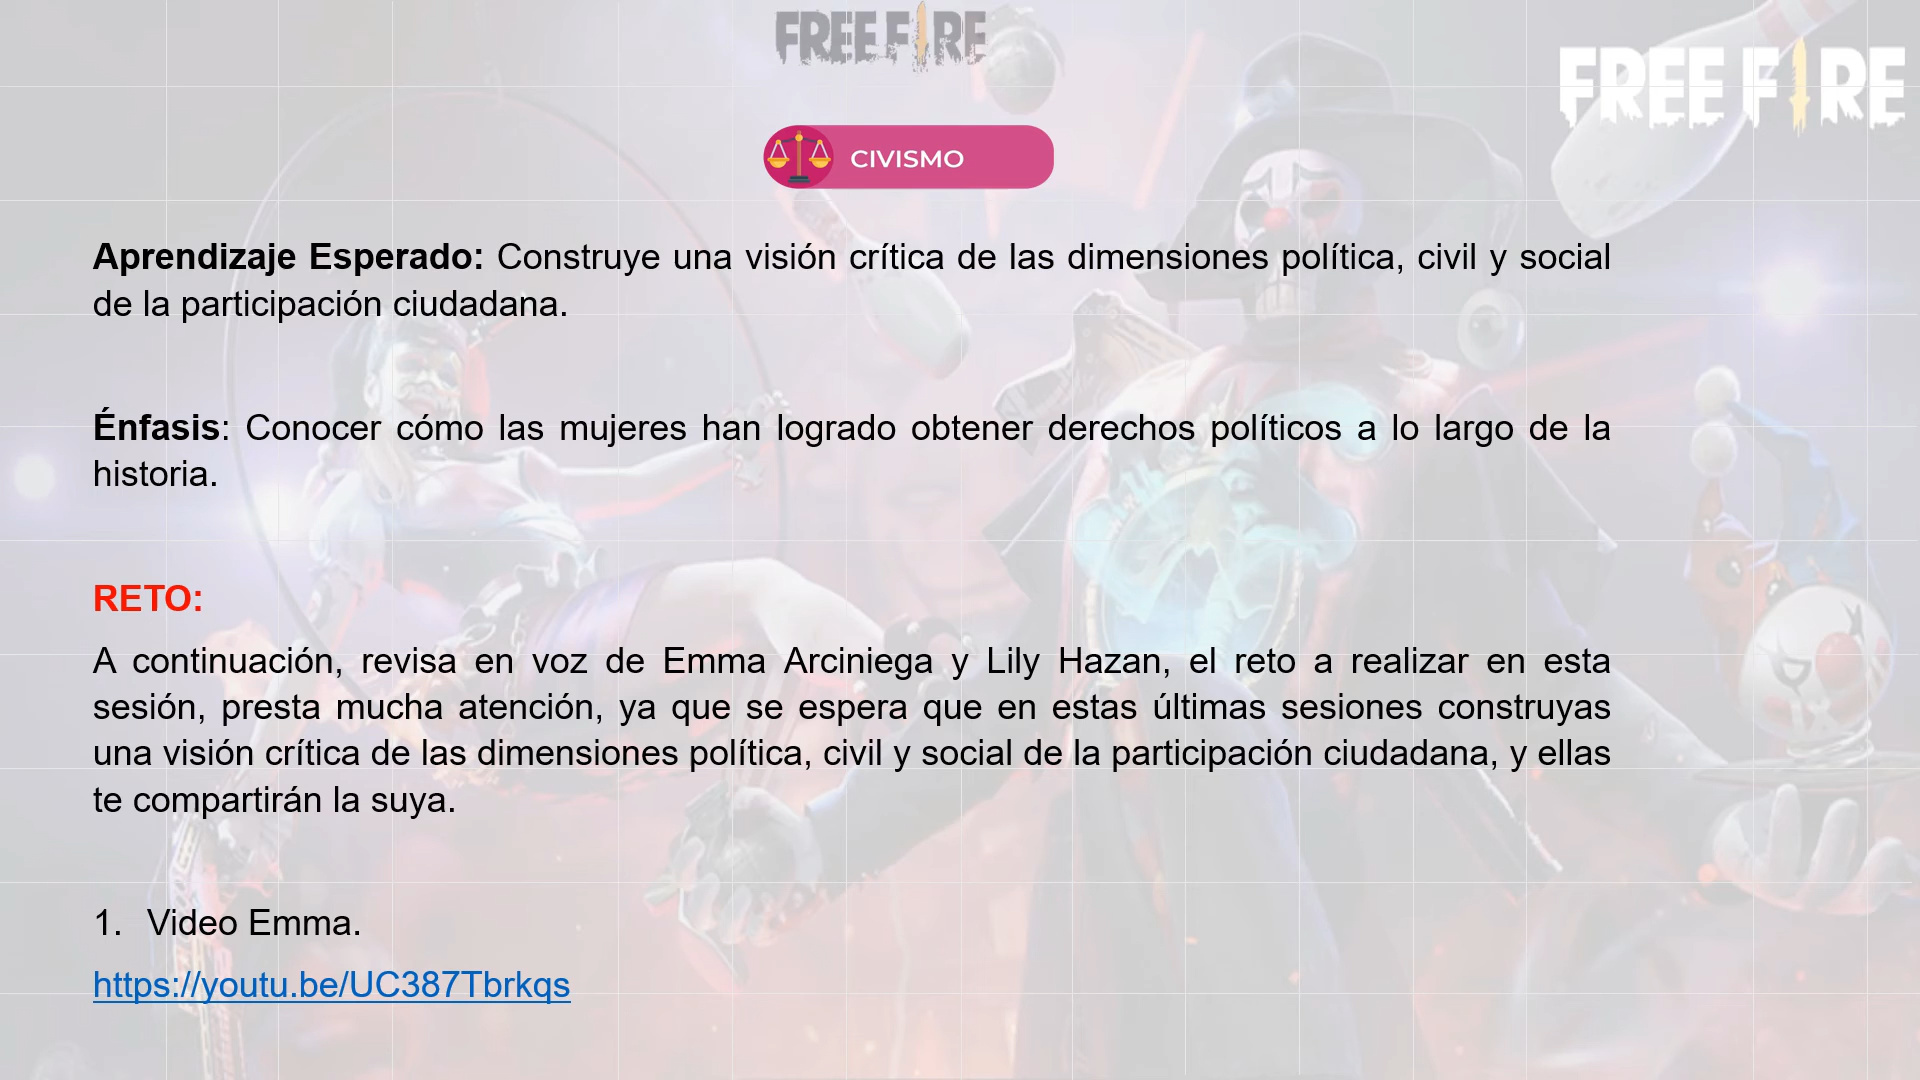 FREE FIRE
FREE FIRE
CIVISMO
Aprendizaje Esperado: Construye una visión crítica de las dimensiones política, civil y social
de la participación ciudadana.
Énfasis: Conocer cómo las mujeres han logrado obtener derechos políticos a lo largo de la
historia.
RETO:
A continuación, revisa en voz de Emma Arciniega y Lily Hazan, el reto a realizar en esta
sesión, presta mucha atención, ya que se espera que en estas últimas sesiones construyas
una visión crítica de las dimensiones política, civil y social de la participación ciudadana, y ellas
te compartirán la suya.
1. Video Emma.
https://youtu.be/UC387Tbrkqs